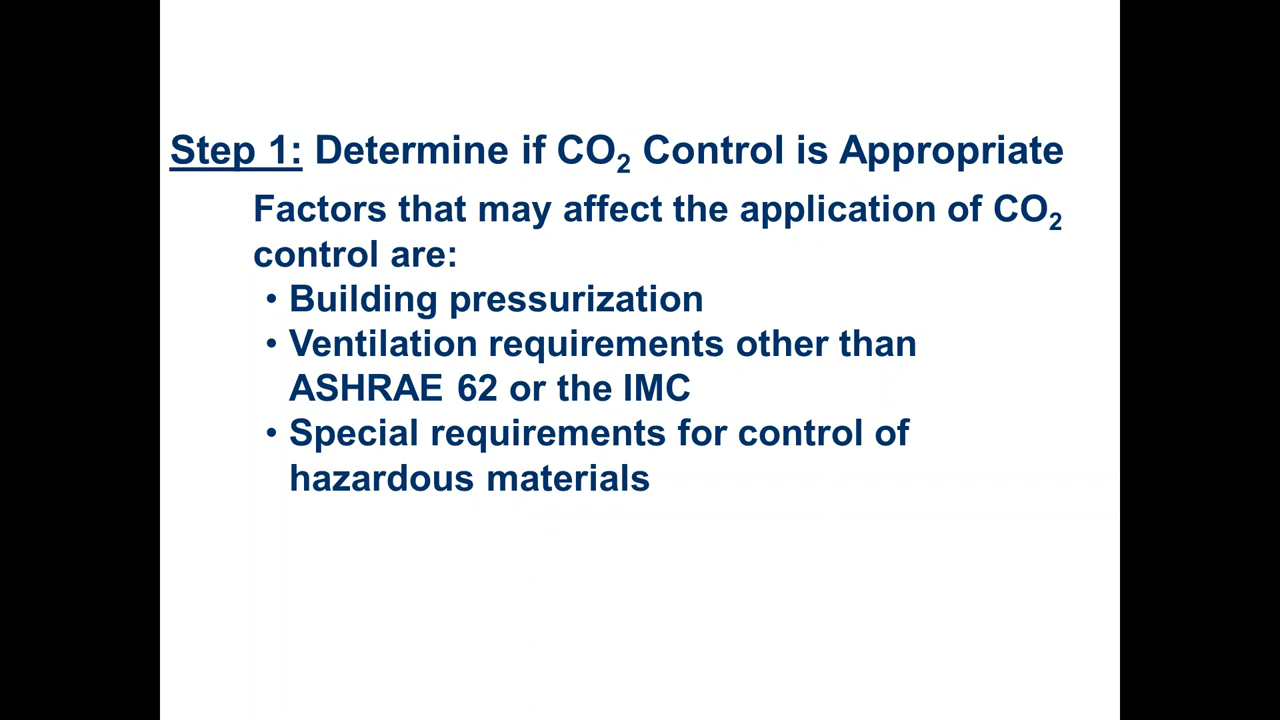 Step 1: Determine if CO₂ Control is Appropriate
Factors that may affect the application of CO₂
control are:
• Building pressurization
• Ventilation requirements other than
ASHRAE 62 or the IMC
• Special requirements for control of
hazardous materials